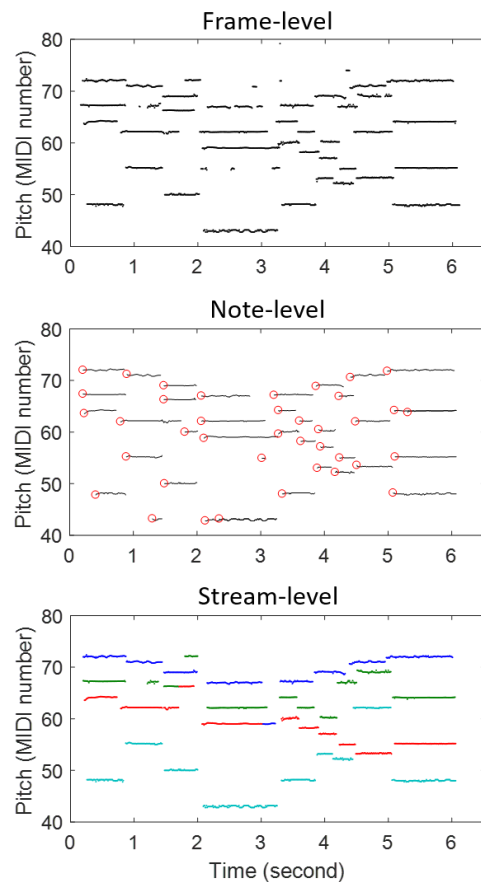 Frame-level
80
70
60
50
40
Pitch (MIDI number)
0 1 2 3 4 5 6
Note-level
80
70
60
50
40
Pitch (MIDI number)
0 1 2 3 4 5 6
Stream-level
80
70
60
50
40
Pitch (MIDI number)
0 1 2 3 4 5 6
Time (second)